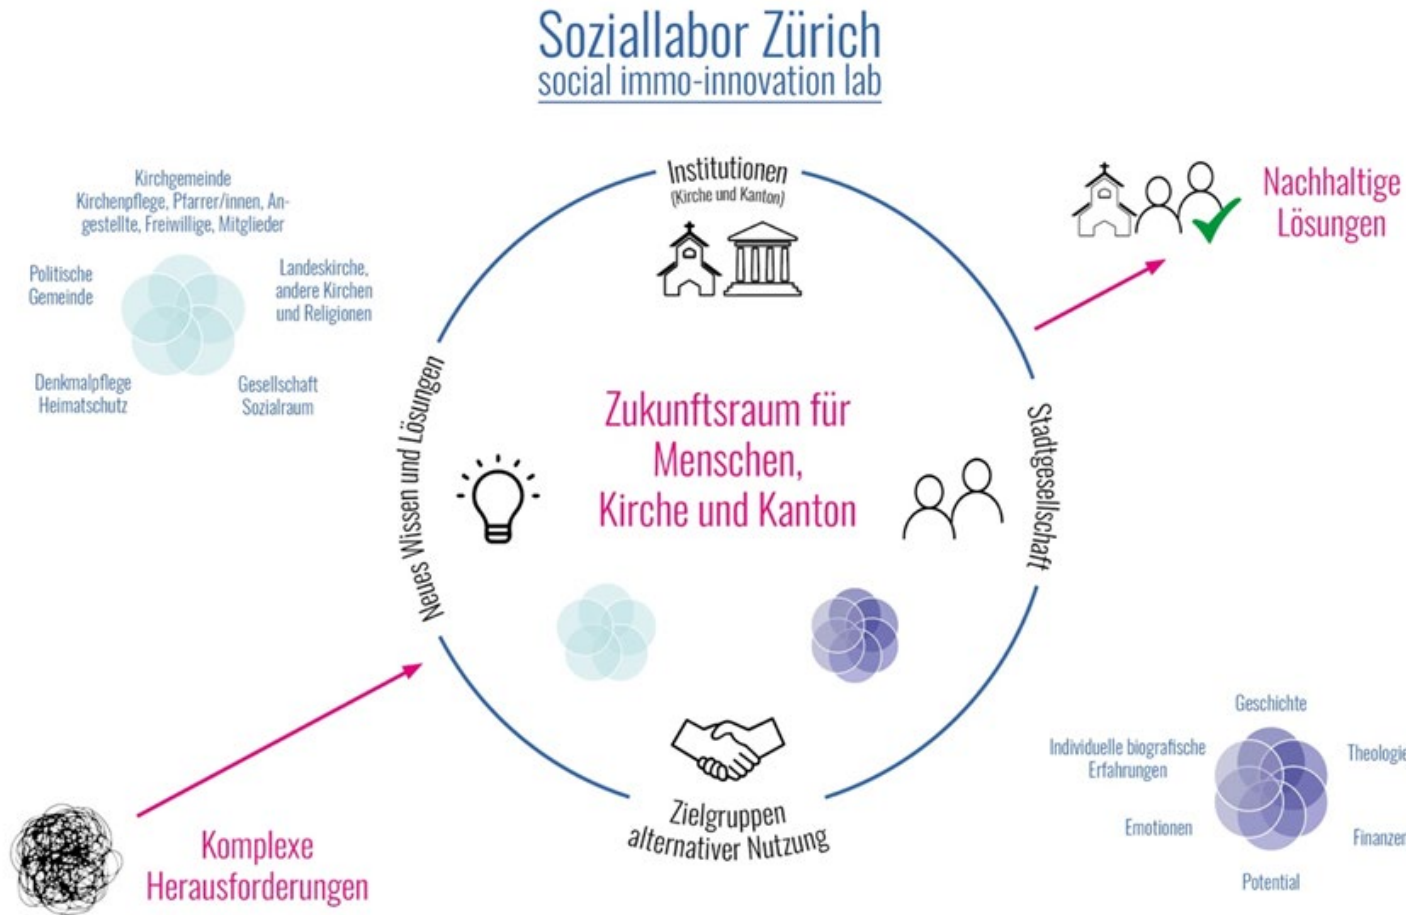 Soziallabor Zürich
social immo-innovation lab
Kirchgemeinde
Kirchenpflege, Pfarrer/innen, An-
gestellte, Freiwillige, Mitglieder
Politische
Gemeinde
Landeskirche,
andere Kirchen
und Religionen
Denkmalpflege
Heimatschutz
Gesellschaft
Sozialraum
Institutionen
(Kirche und Kanton)
Nachhaltige
Lösungen
Neues Wissen und Lösungen
Zukunftsraum für
Menschen,
Kirche und Kanton
Stadtgesellschaft
Zielgruppen
alternativer Nutzung
Komplexe
Herausforderungen
Geschichte
Individuelle biografische
Erfahrungen
Theologie
Emotionen
Finanzen
Potential